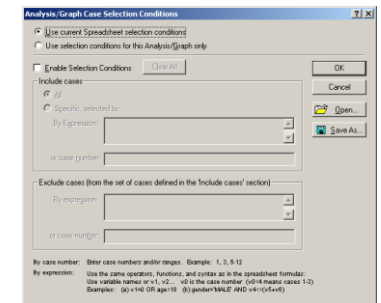 Analysis/Graph Case Selection Conditions
Use current Spreadsheet selection conditions
Use selection conditions for this Analysis/Graph only
Enable Selection Conditions
Clear All
OK
Include cases
All
Cancel
Specific, selected by:
By Expression:
Open...
Save As...
or case number:
Exclude cases (from the set of cases defined in the 'Include cases' section)
By expression:
or case number:
By case number: Enter case numbers and/or ranges. Example: 1, 3, 5-12
By expression: Use the same operators, functions, and syntax as in the spreadsheet formulas:
Use variable names or v1, v2... v0 is the case number (v0<4 means cases 1-3)
Examples: (a) v1=0 OR age>18 (b) gender='MALE' AND v4<>(v5+v6)